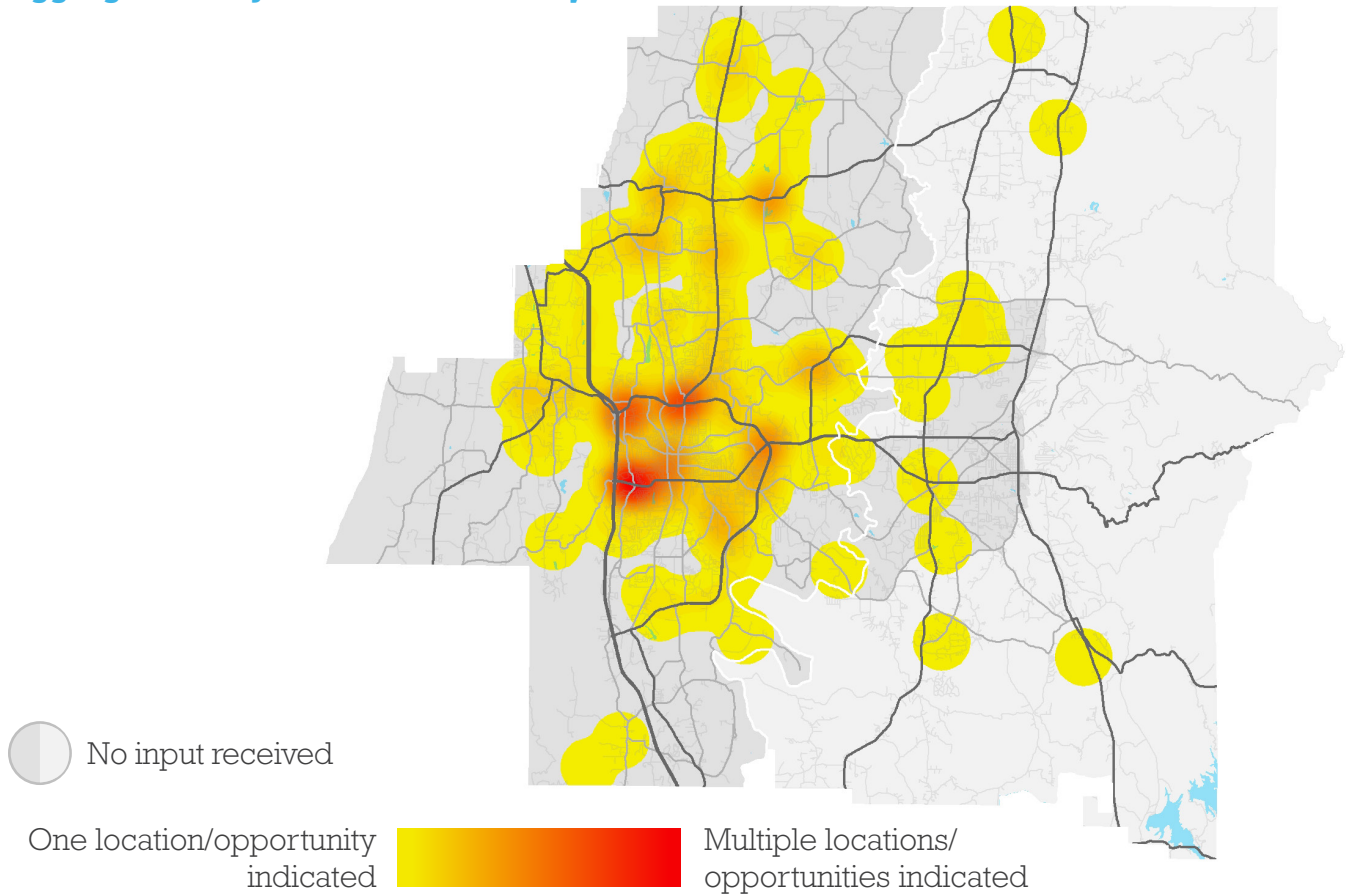 No input received
One location/opportunity
indicated
Multiple locations/
opportunities indicated